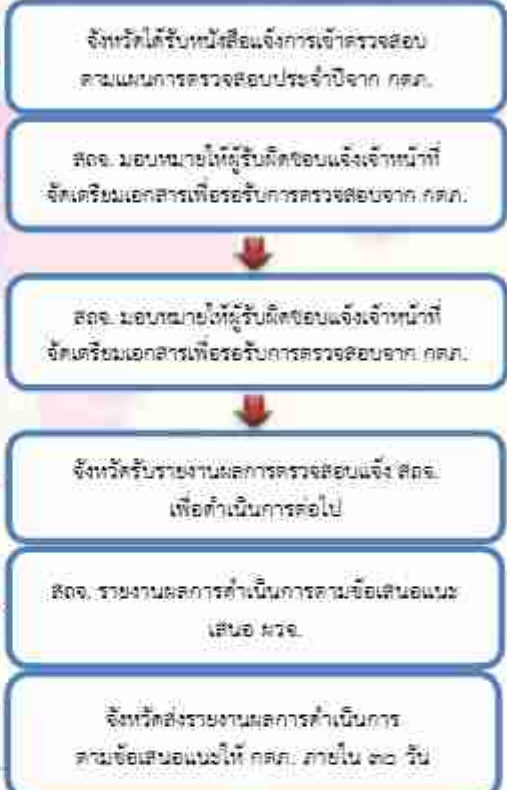 จังหวัดได้รับหนังสือแจ้งการเข้าตรวจสอบ
ตามแผนการตรวจสอบประจำปีจาก กตภ.
สถจ. มอบหมายให้ผู้รับผิดชอบแจ้งเจ้าหน้าที่
จัดเตรียมเอกสารเพื่อรอรับการตรวจสอบจาก กตภ.
สถจ. มอบหมายให้ผู้รับผิดชอบแจ้งเจ้าหน้าที่
จัดเตรียมเอกสารเพื่อรอรับการตรวจสอบจาก กตภ.
จังหวัดรับรายงานผลการตรวจสอบแจ้ง สถจ.
เพื่อดำเนินการต่อไป
สถจ. รายงานผลการดำเนินการตามข้อเสนอแนะ
เสนอ ผวจ.
จังหวัดส่งรายงานผลการดำเนินการ
ตามข้อเสนอแนะให้ กตภ. ภายใน ๓๐ วัน